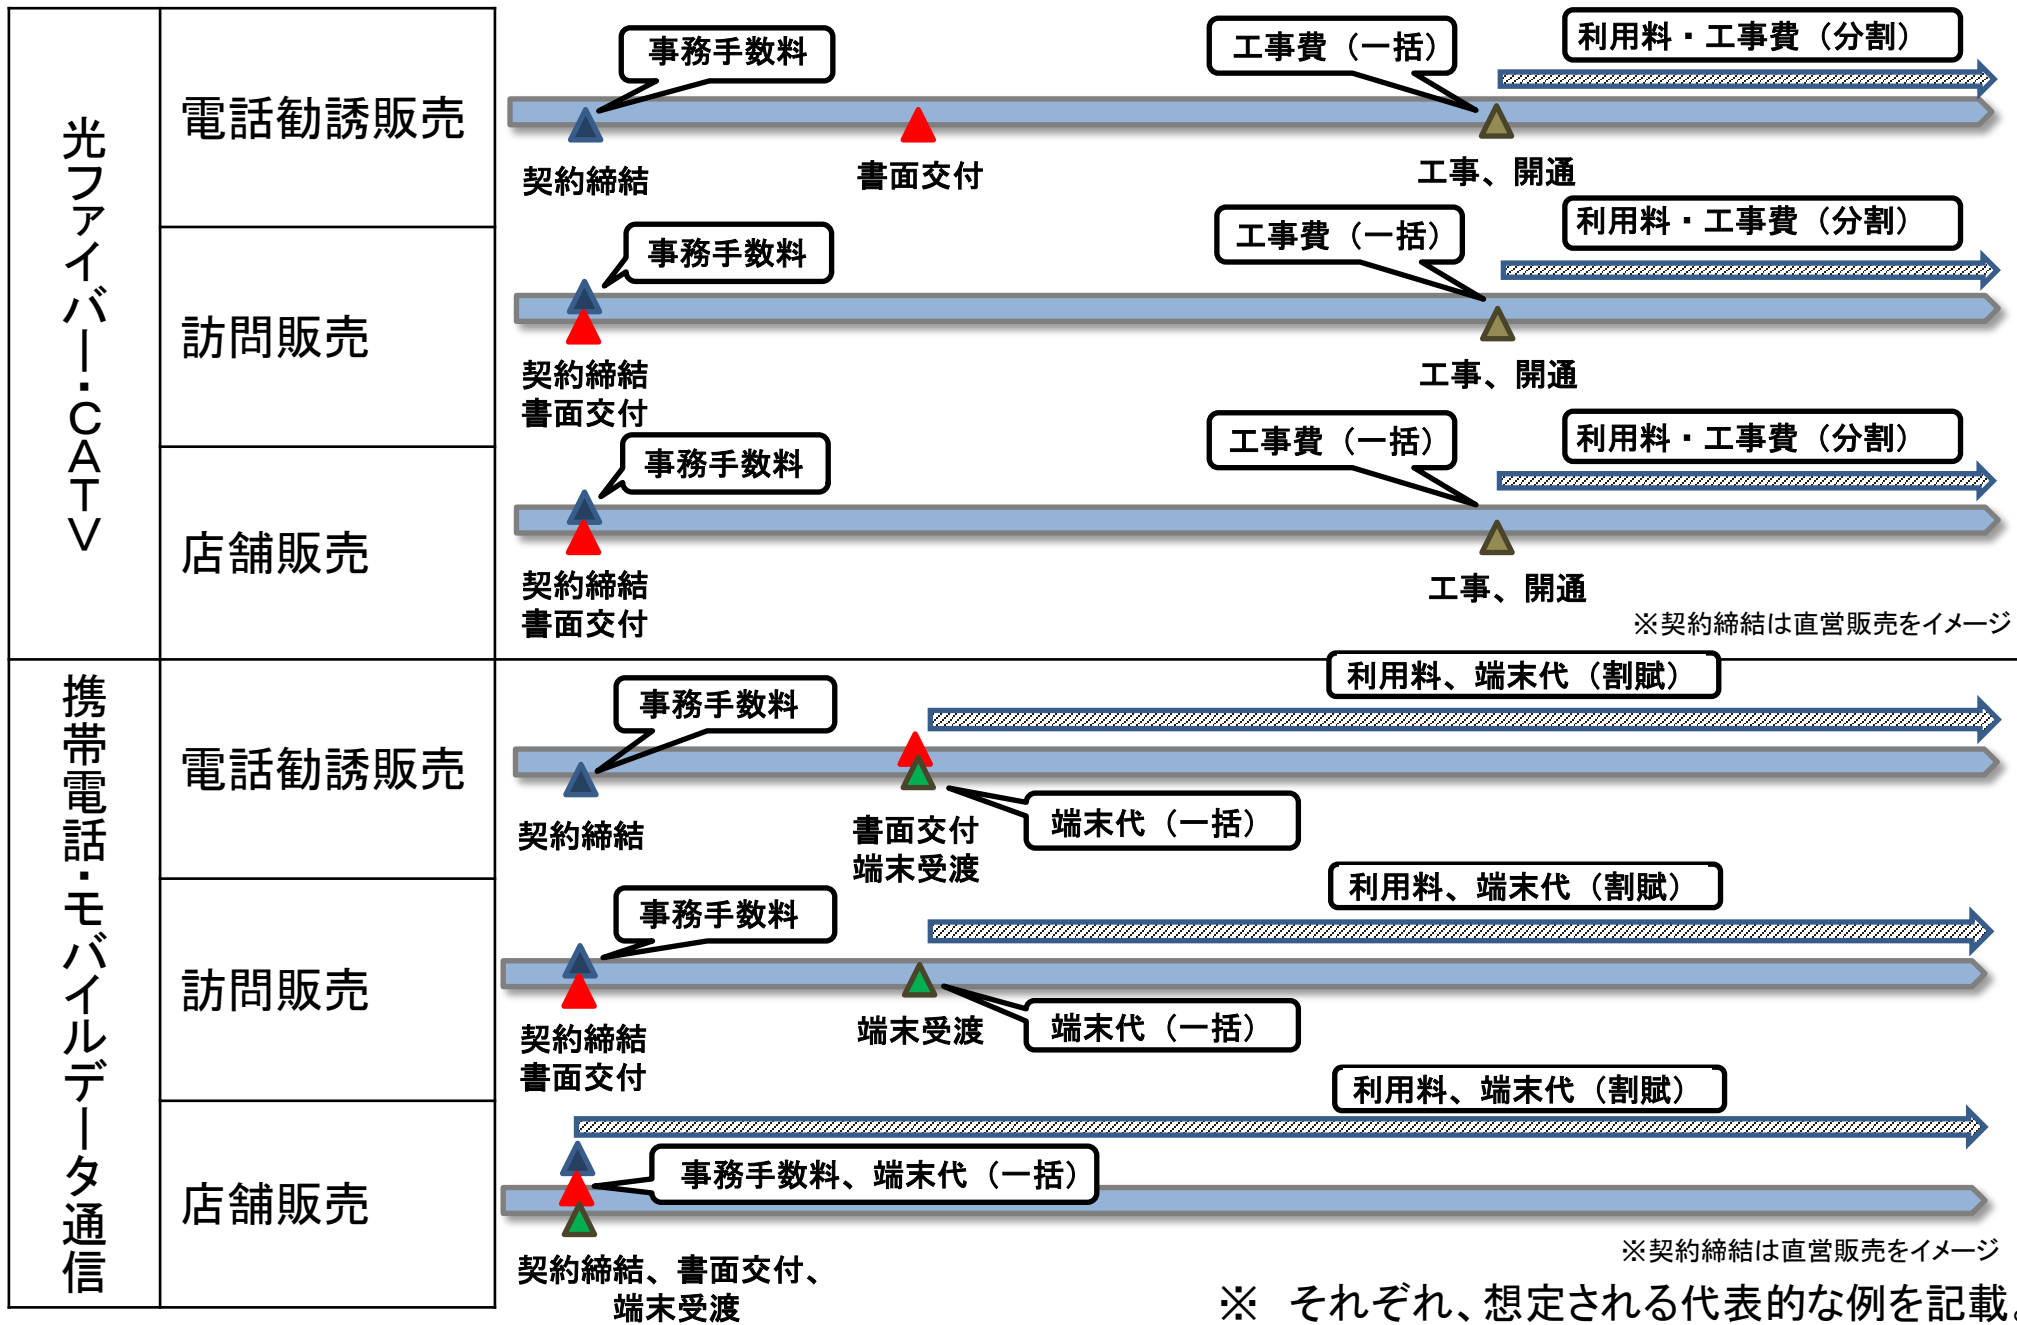 光ファイバー・CATV
電話勧誘販売
事務手数料
工事費（一括）
利用料・工事費（分割）
契約締結
書面交付
工事、開通
訪問販売
事務手数料
工事費（一括）
利用料・工事費（分割）
契約締結
書面交付
工事、開通
店舗販売
事務手数料
工事費（一括）
利用料・工事費（分割）
契約締結
書面交付
工事、開通
※契約締結は直営販売をイメージ
携帯電話・モバイルデータ通信
電話勧誘販売
事務手数料
利用料、端末代（割賦）
契約締結
書面交付
端末受渡
端末代（一括）
訪問販売
事務手数料
利用料、端末代（割賦）
契約締結
書面交付
端末受渡
端末代（一括）
店舗販売
利用料、端末代（割賦）
事務手数料、端末代（一括）
契約締結、書面交付、
端末受渡
※契約締結は直営販売をイメージ
※　それぞれ、想定される代表的な例を記載。